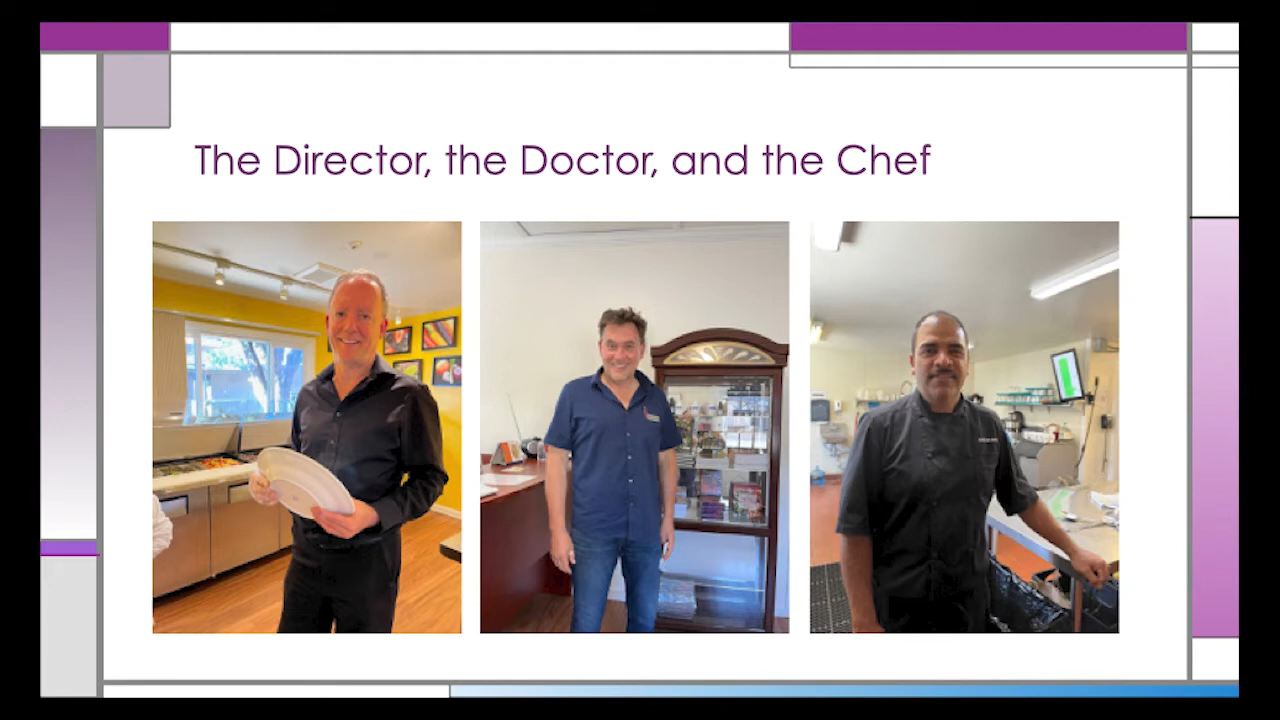 The Director, the Doctor, and the Chef